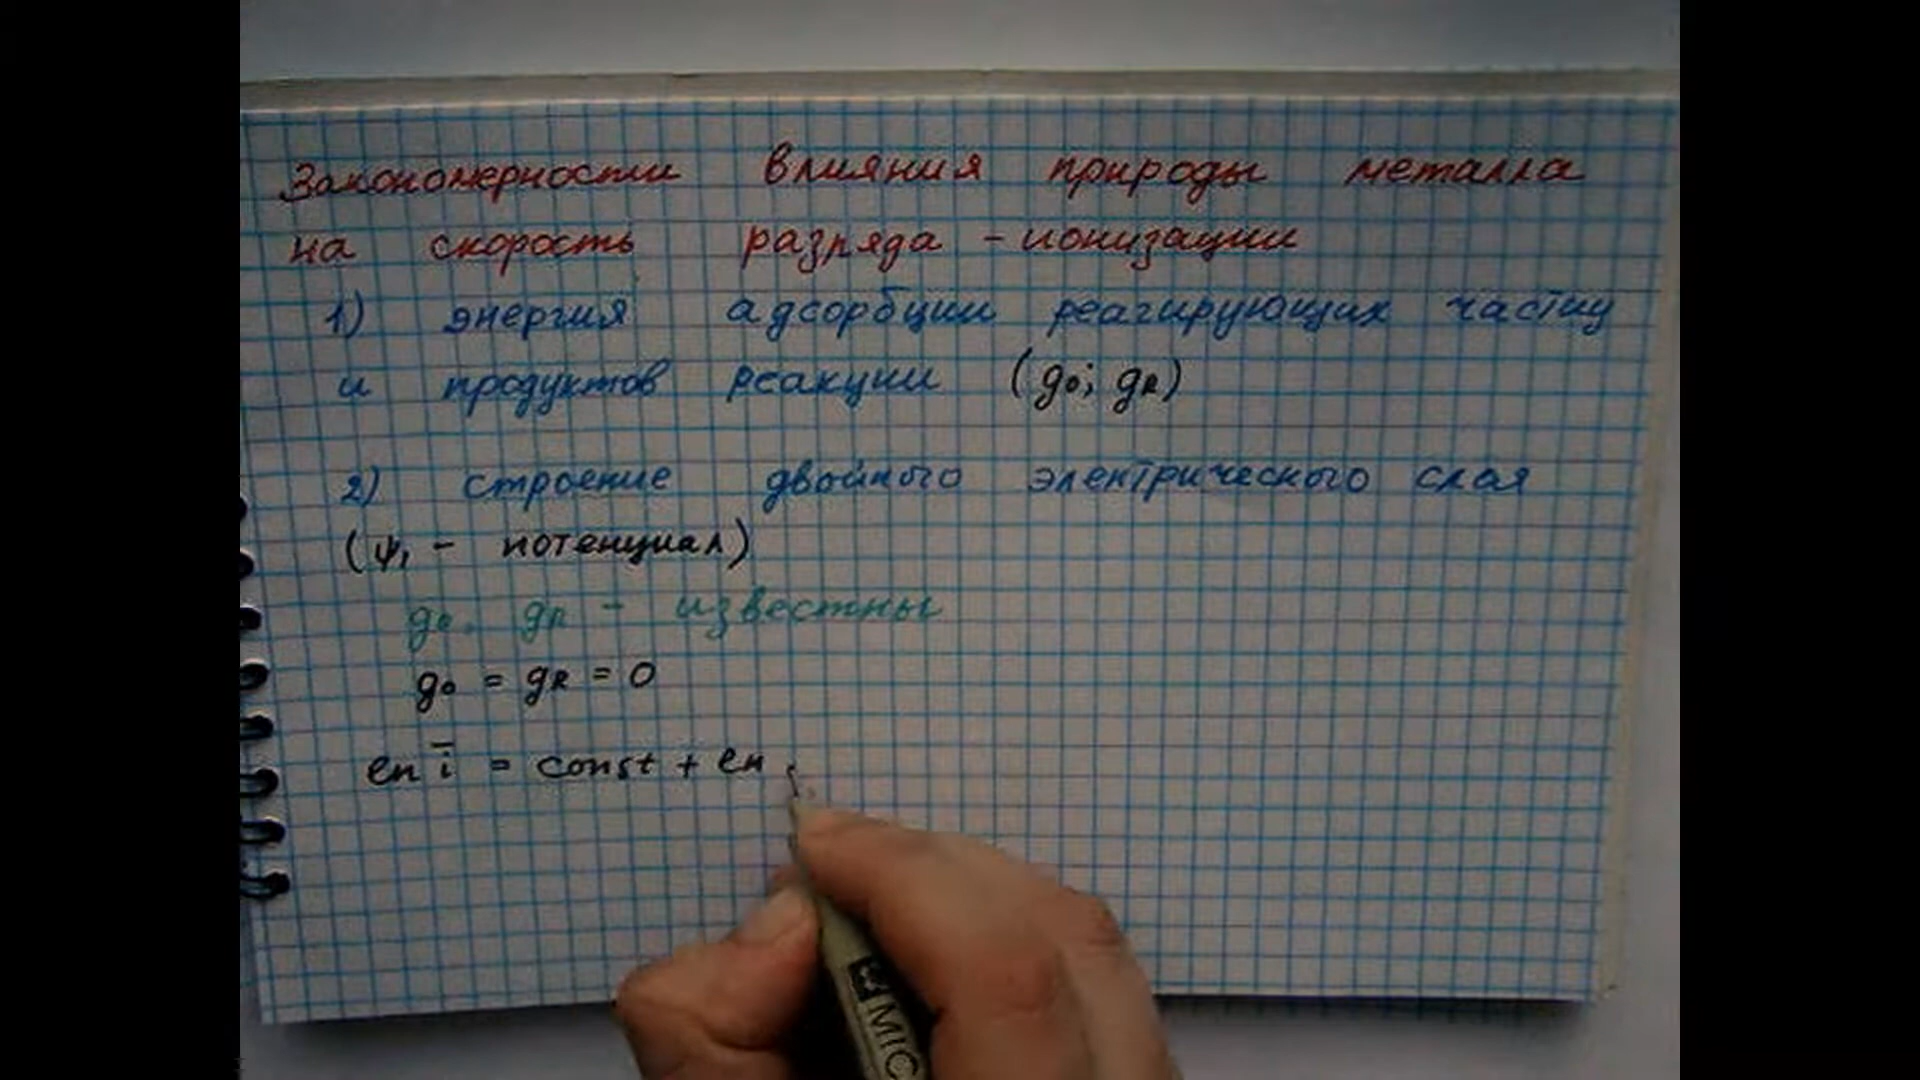 Закономерности влияния природы металла
на скорость разряда - ионизации
1) энергия адсорбции реагирующих частиц
и продуктов реакции (g₀; gR)
2) строение двойного электрического слоя
(ψ₁ - потенциал)
g₀, gR - известны
g₀ = gR = 0
ln i̅ = const + ln
MIC